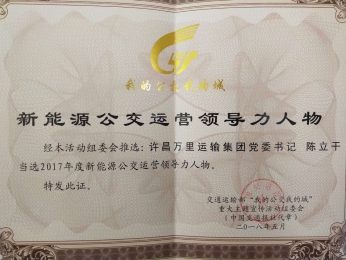 我的公交我的城
新能源公交运营领导力人物
经本活动组委会推选：许昌万里运输集团党委书记 陈立干
当选2017年度新能源公交运营领导力人物。
特发此证。
交通运输部“我的公交我的城”
重大主题宣传活动组委会
（中国交通报社代章）
二〇一八年五月